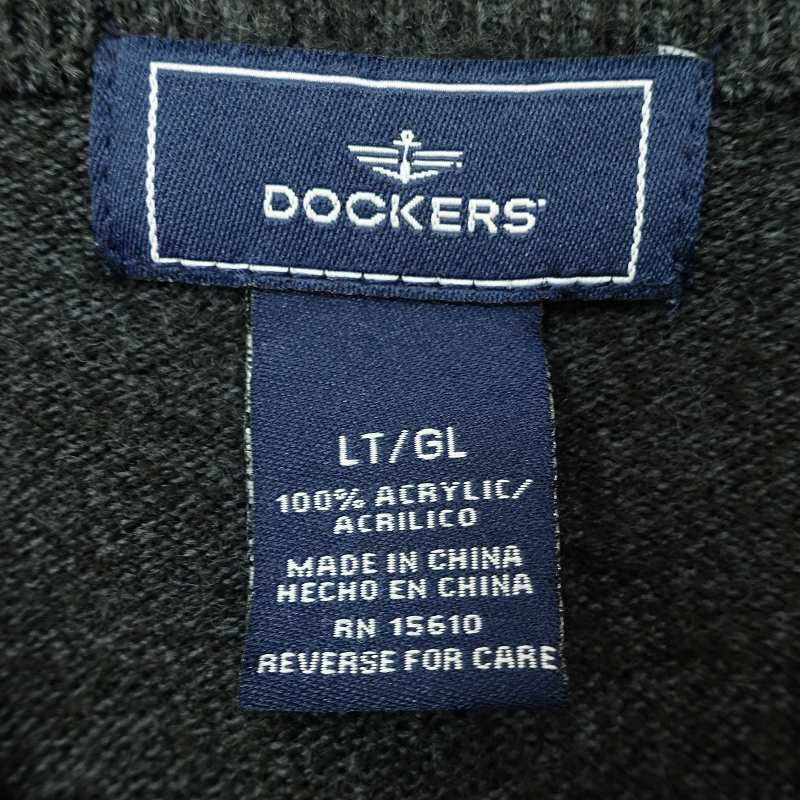 DOCKERS
LT/GL
100% ACRYLIC/
ACRILICO
MADE IN CHINA
HECHO EN CHINA
RN 15610
REVERSE FOR CARE